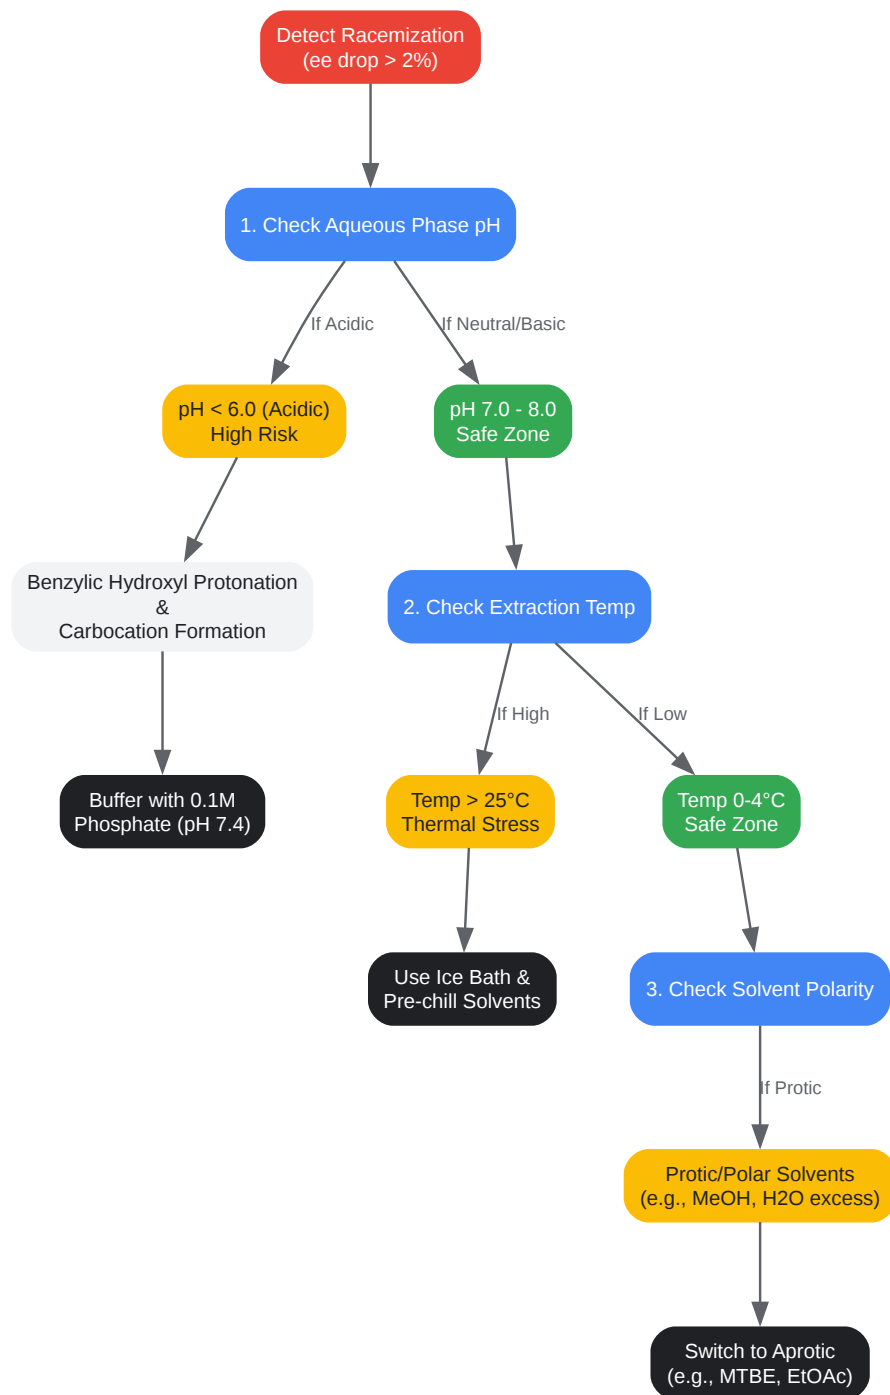 Detect Racemization
(ee drop > 2%)
1. Check Aqueous Phase pH
If Acidic
If Neutral/Basic
pH < 6.0 (Acidic)
High Risk
pH 7.0 - 8.0
Safe Zone
Benzylic Hydroxyl Protonation
&
Carbocation Formation
2. Check Extraction Temp
If High
If Low
Buffer with 0.1M
Phosphate (pH 7.4)
Temp > 25°C
Thermal Stress
Temp 0-4°C
Safe Zone
Use Ice Bath &
Pre-chill Solvents
3. Check Solvent Polarity
If Protic
Protic/Polar Solvents
(e.g., MeOH, H2O excess)
Switch to Aprotic
(e.g., MTBE, EtOAc)